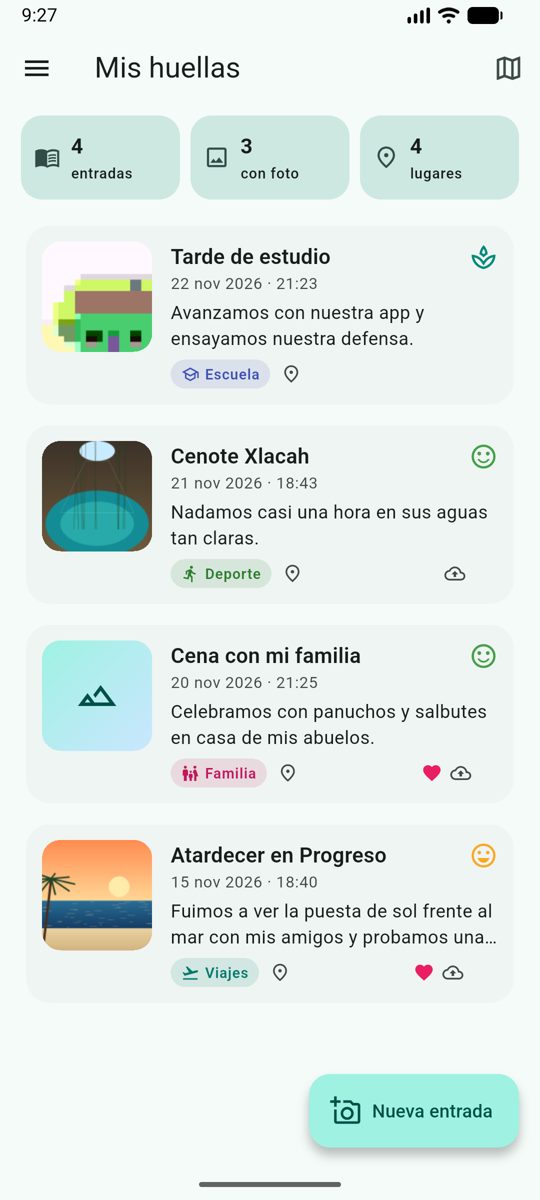 9:27
Mis huellas
4
entradas
3
con foto
4
lugares
Tarde de estudio
22 nov 2026 · 21:23
Avanzamos con nuestra app y
ensayamos nuestra defensa.
Escuela
Cenote Xlacah
21 nov 2026 · 18:43
Nadamos casi una hora en sus aguas
tan claras.
Deporte
Cena con mi familia
20 nov 2026 · 21:25
Celebramos con panuchos y salbutes
en casa de mis abuelos.
Familia
Atardecer en Progreso
15 nov 2026 · 18:40
Fuimos a ver la puesta de sol frente al
mar con mis amigos y probamos una…
Viajes
Nueva entrada